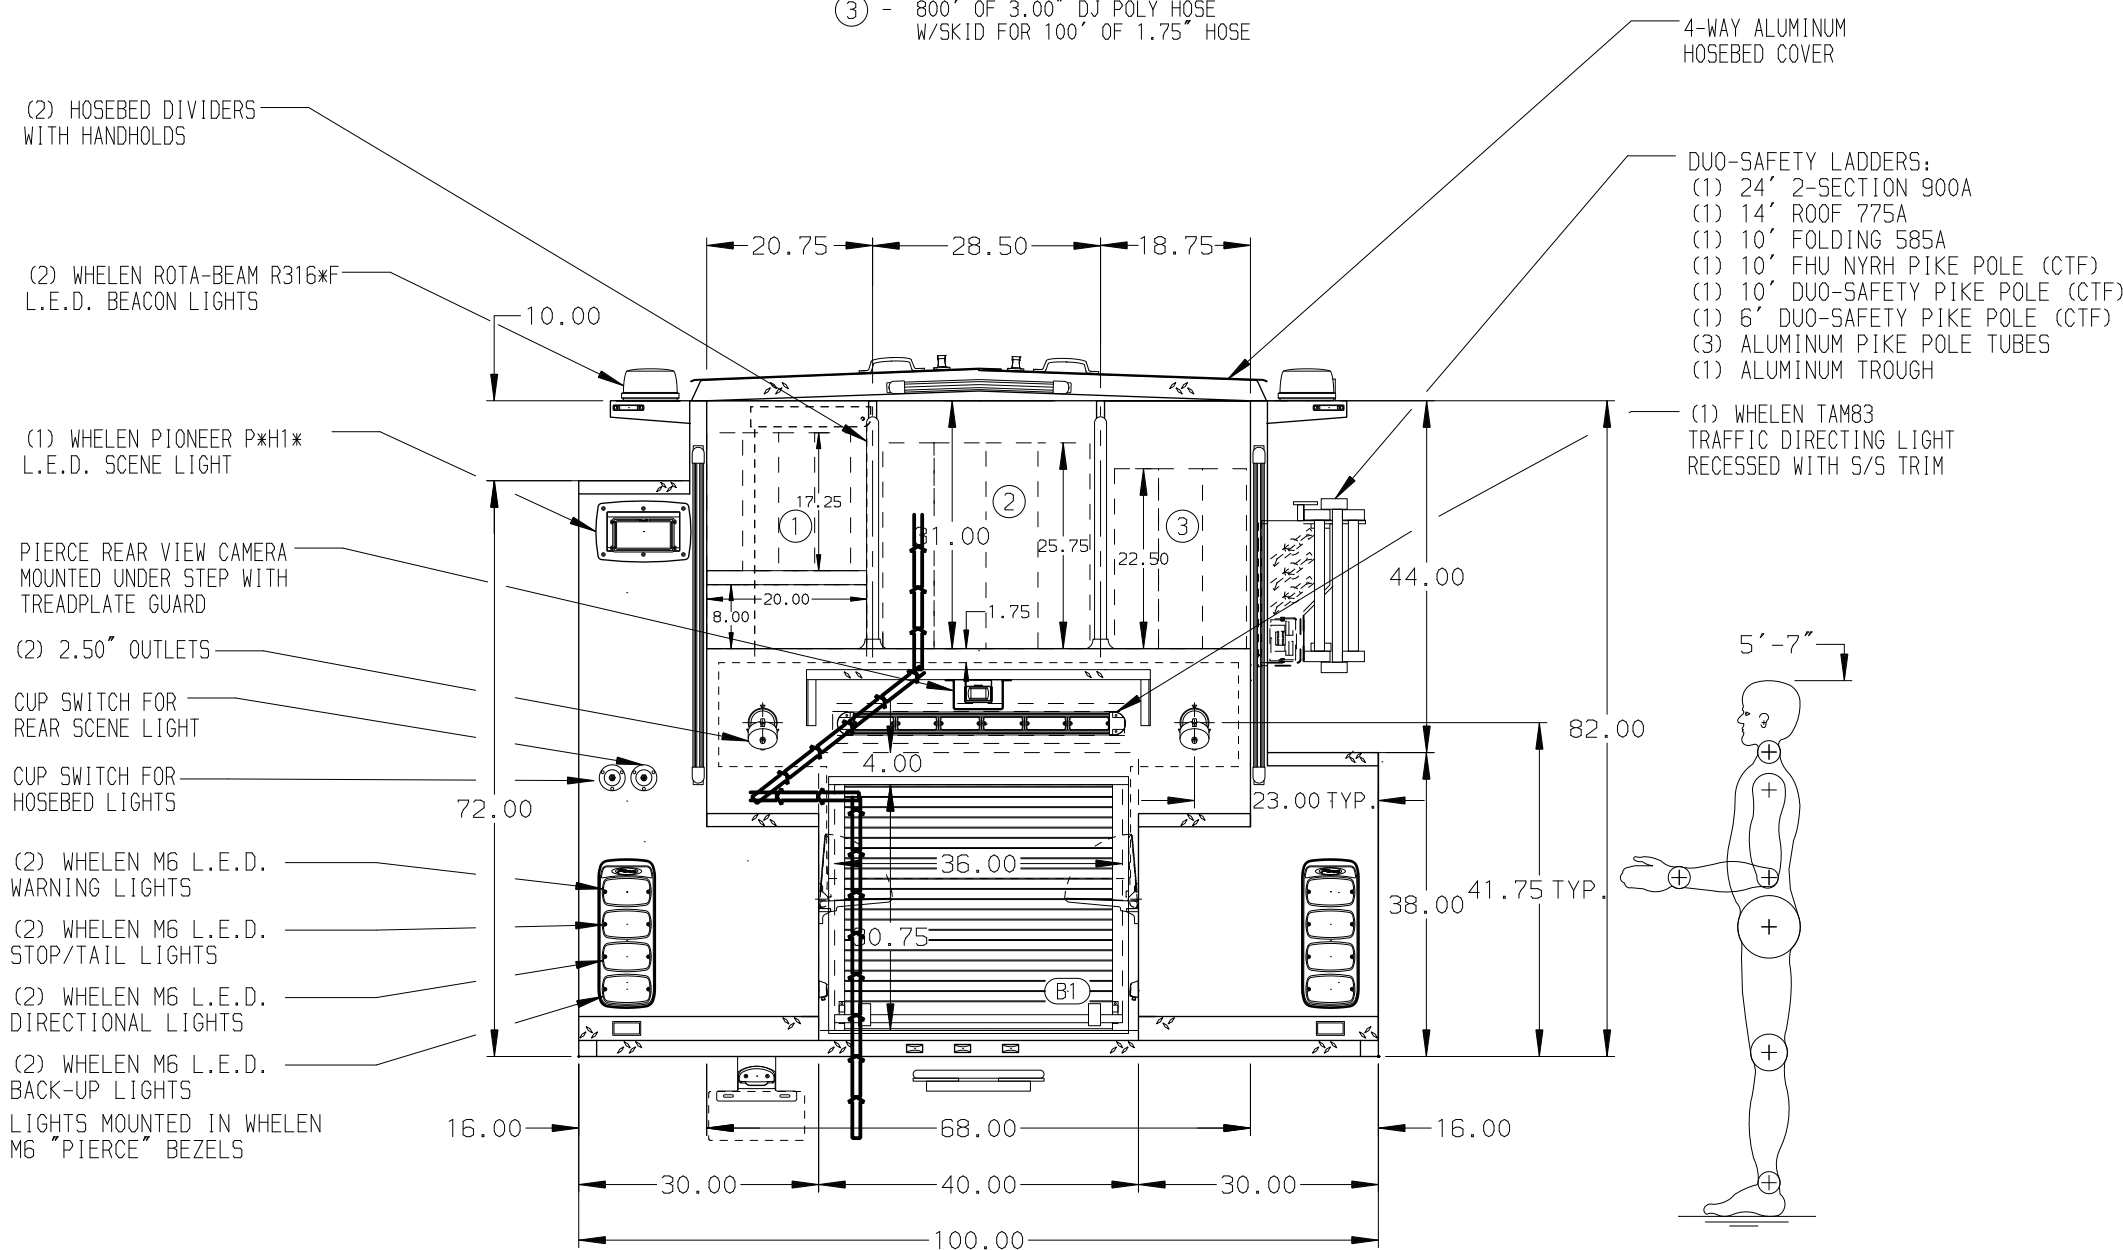 ③ - 800' OF 3.00" DJ POLY HOSE
W/SKID FOR 100' OF 1.75" HOSE
4-WAY ALUMINUM
HOSEBED COVER
(2) HOSEBED DIVIDERS
WITH HANDHOLDS
DUO-SAFETY LADDERS:
(1) 24' 2-SECTION 900A
(1) 14' ROOF 775A
(1) 10' FOLDING 585A
(1) 10' FHU NYRH PIKE POLE (CTF)
(1) 10' DUO-SAFETY PIKE POLE (CTF)
(1) 6' DUO-SAFETY PIKE POLE (CTF)
(3) ALUMINUM PIKE POLE TUBES
(1) ALUMINUM TROUGH
(2) WHELEN ROTA-BEAM R316*F
L.E.D. BEACON LIGHTS
20.75
28.50
18.75
10.00
(1) WHELEN TAM83
TRAFFIC DIRECTING LIGHT
RECESSED WITH S/S TRIM
(1) WHELEN PIONEER P*H1*
L.E.D. SCENE LIGHT
17.25
①
②
③
31.00
25.75
22.50
PIERCE REAR VIEW CAMERA
MOUNTED UNDER STEP WITH
TREADPLATE GUARD
44.00
20.00
8.00
1.75
(2) 2.50" OUTLETS
5'-7"
CUP SWITCH FOR
REAR SCENE LIGHT
82.00
4.00
CUP SWITCH FOR
HOSEBED LIGHTS
72.00
23.00 TYP.
(2) WHELEN M6 L.E.D.
WARNING LIGHTS
36.00
38.00
41.75 TYP.
(2) WHELEN M6 L.E.D.
STOP/TAIL LIGHTS
30.75
B1
(2) WHELEN M6 L.E.D.
DIRECTIONAL LIGHTS
(2) WHELEN M6 L.E.D.
BACK-UP LIGHTS
LIGHTS MOUNTED IN WHELEN
M6 "PIERCE" BEZELS
16.00
68.00
16.00
30.00
40.00
30.00
100.00